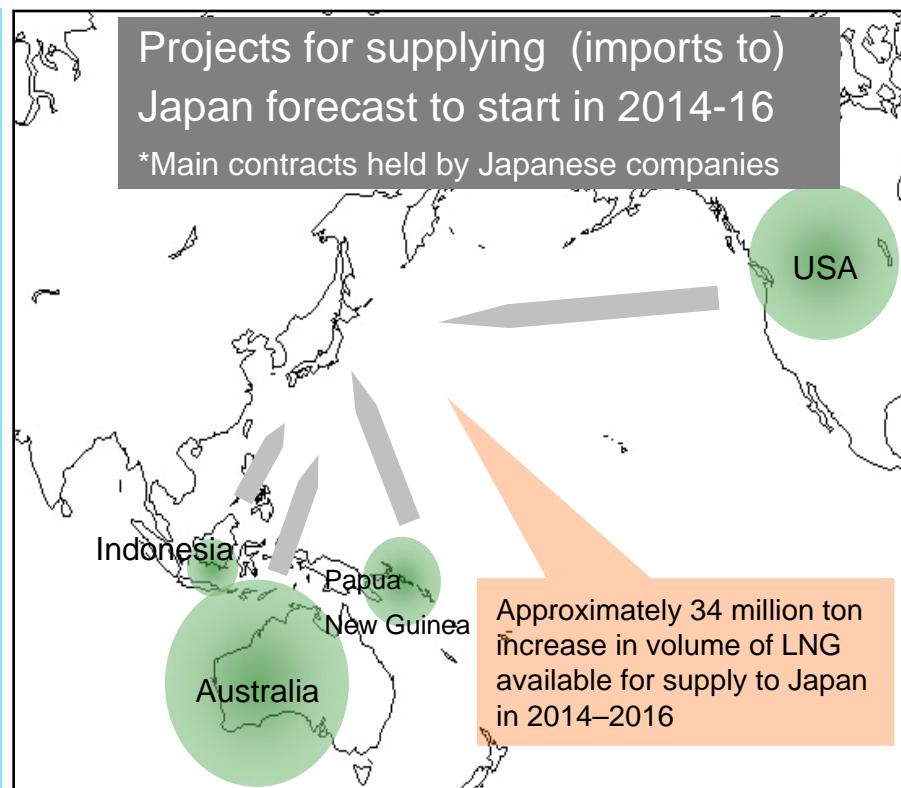 Projects for supplying (imports to)
Japan forecast to start in 2014-16
*Main contracts held by Japanese companies
USA
Indonesia
Papua
New Guinea
Australia
Approximately 34 million ton
increase in volume of LNG
available for supply to Japan
in 2014–2016